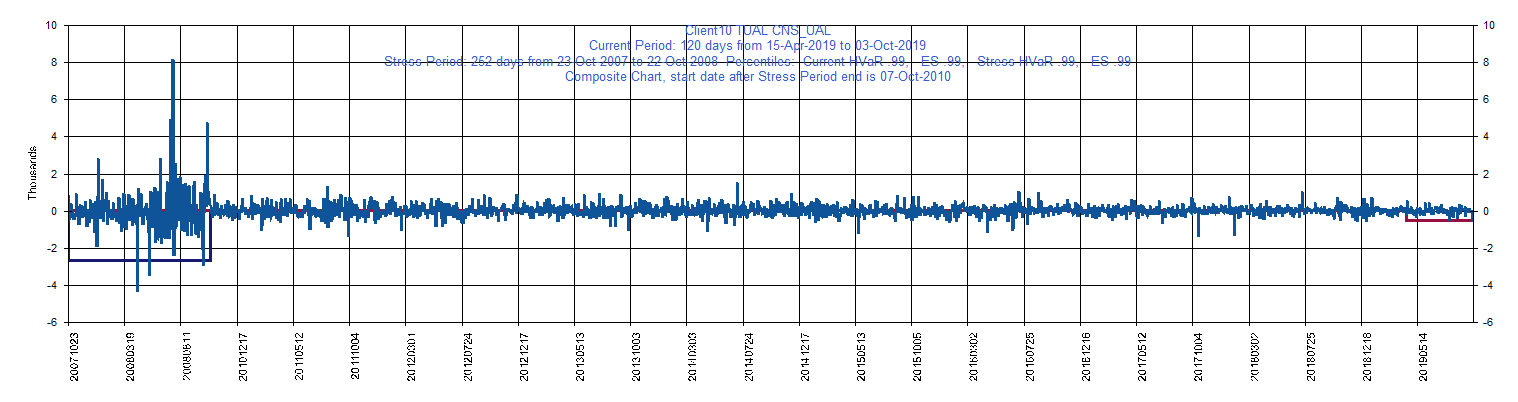 Client10 TUAL CNS_UAL
Current Period: 120 days from 15-Apr-2019 to 03-Oct-2019
Stress Period: 252 days from 23 Oct 2007 to 22 Oct 2008 Percentiles: Current HVaR .99, ES .99, Stress HVaR .99, ES .99
Composite Chart, start date after Stress Period end is 07-Oct-2010
10 10
8 8
6 6
4 4
2 2
0 0
-2 -2
-4 -4
-6 -6
Thousands
20071023 20080319 20080811 20101217 20110512 20111004 20120301 20120724 20121217 20130513 20131003 20140303 20140724 20141217 20150513 20151005 20160302 20160725 20161216 20170512 20171004 20180302 20180725 20181218 20190514